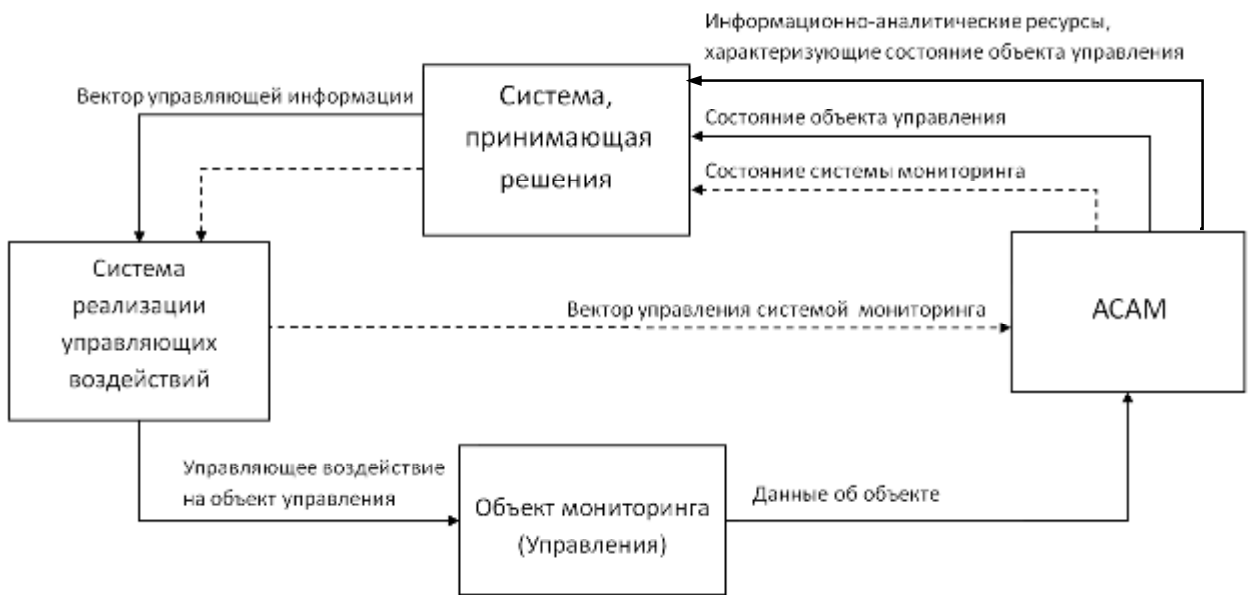 Информационно-аналитические ресурсы,
характеризующие состояние объекта управления
Вектор управляющей информации
Система,
принимающая
решения
Состояние объекта управления
Состояние системы мониторинга
Система
реализации
управляющих
воздействий
Вектор управления системой мониторинга
АСАМ
Управляющее воздействие
на объект управления
Объект мониторинга
(Управления)
Данные об объекте